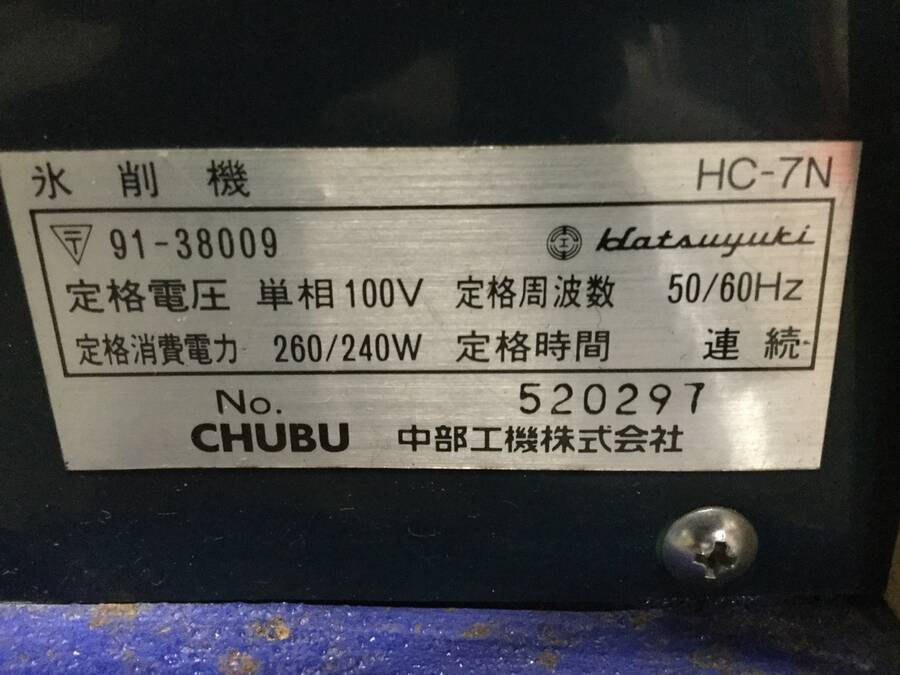 氷削機 HC-7N
〒 91-38009 Hatsuyuki
定格電圧 単相100V 定格周波数 50/60Hz
定格消費電力 260/240W 定格時間 連続
No. 520297
CHUBU 中部工機株式会社